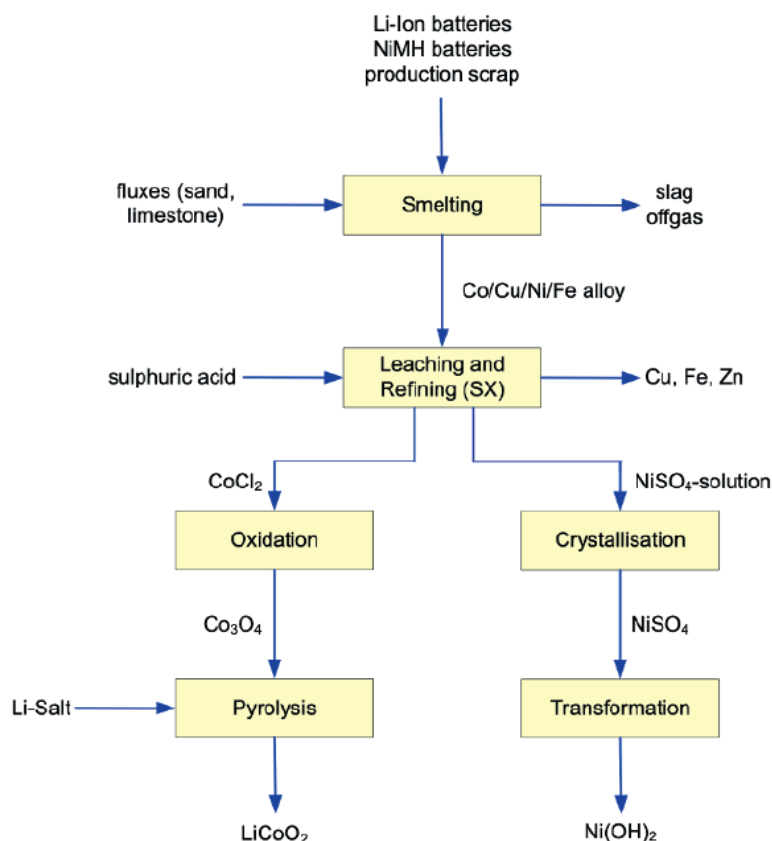 Li-Ion batteries
NiMH batteries
production scrap
fluxes (sand,
limestone)
Smelting
slag
offgas
Co/Cu/Ni/Fe alloy
sulphuric acid
Leaching and
Refining (SX)
Cu, Fe, Zn
CoCl₂
NiSO₄-solution
Oxidation
Crystallisation
Co₃O₄
NiSO₄
Li-Salt
Pyrolysis
Transformation
LiCoO₂
Ni(OH)₂